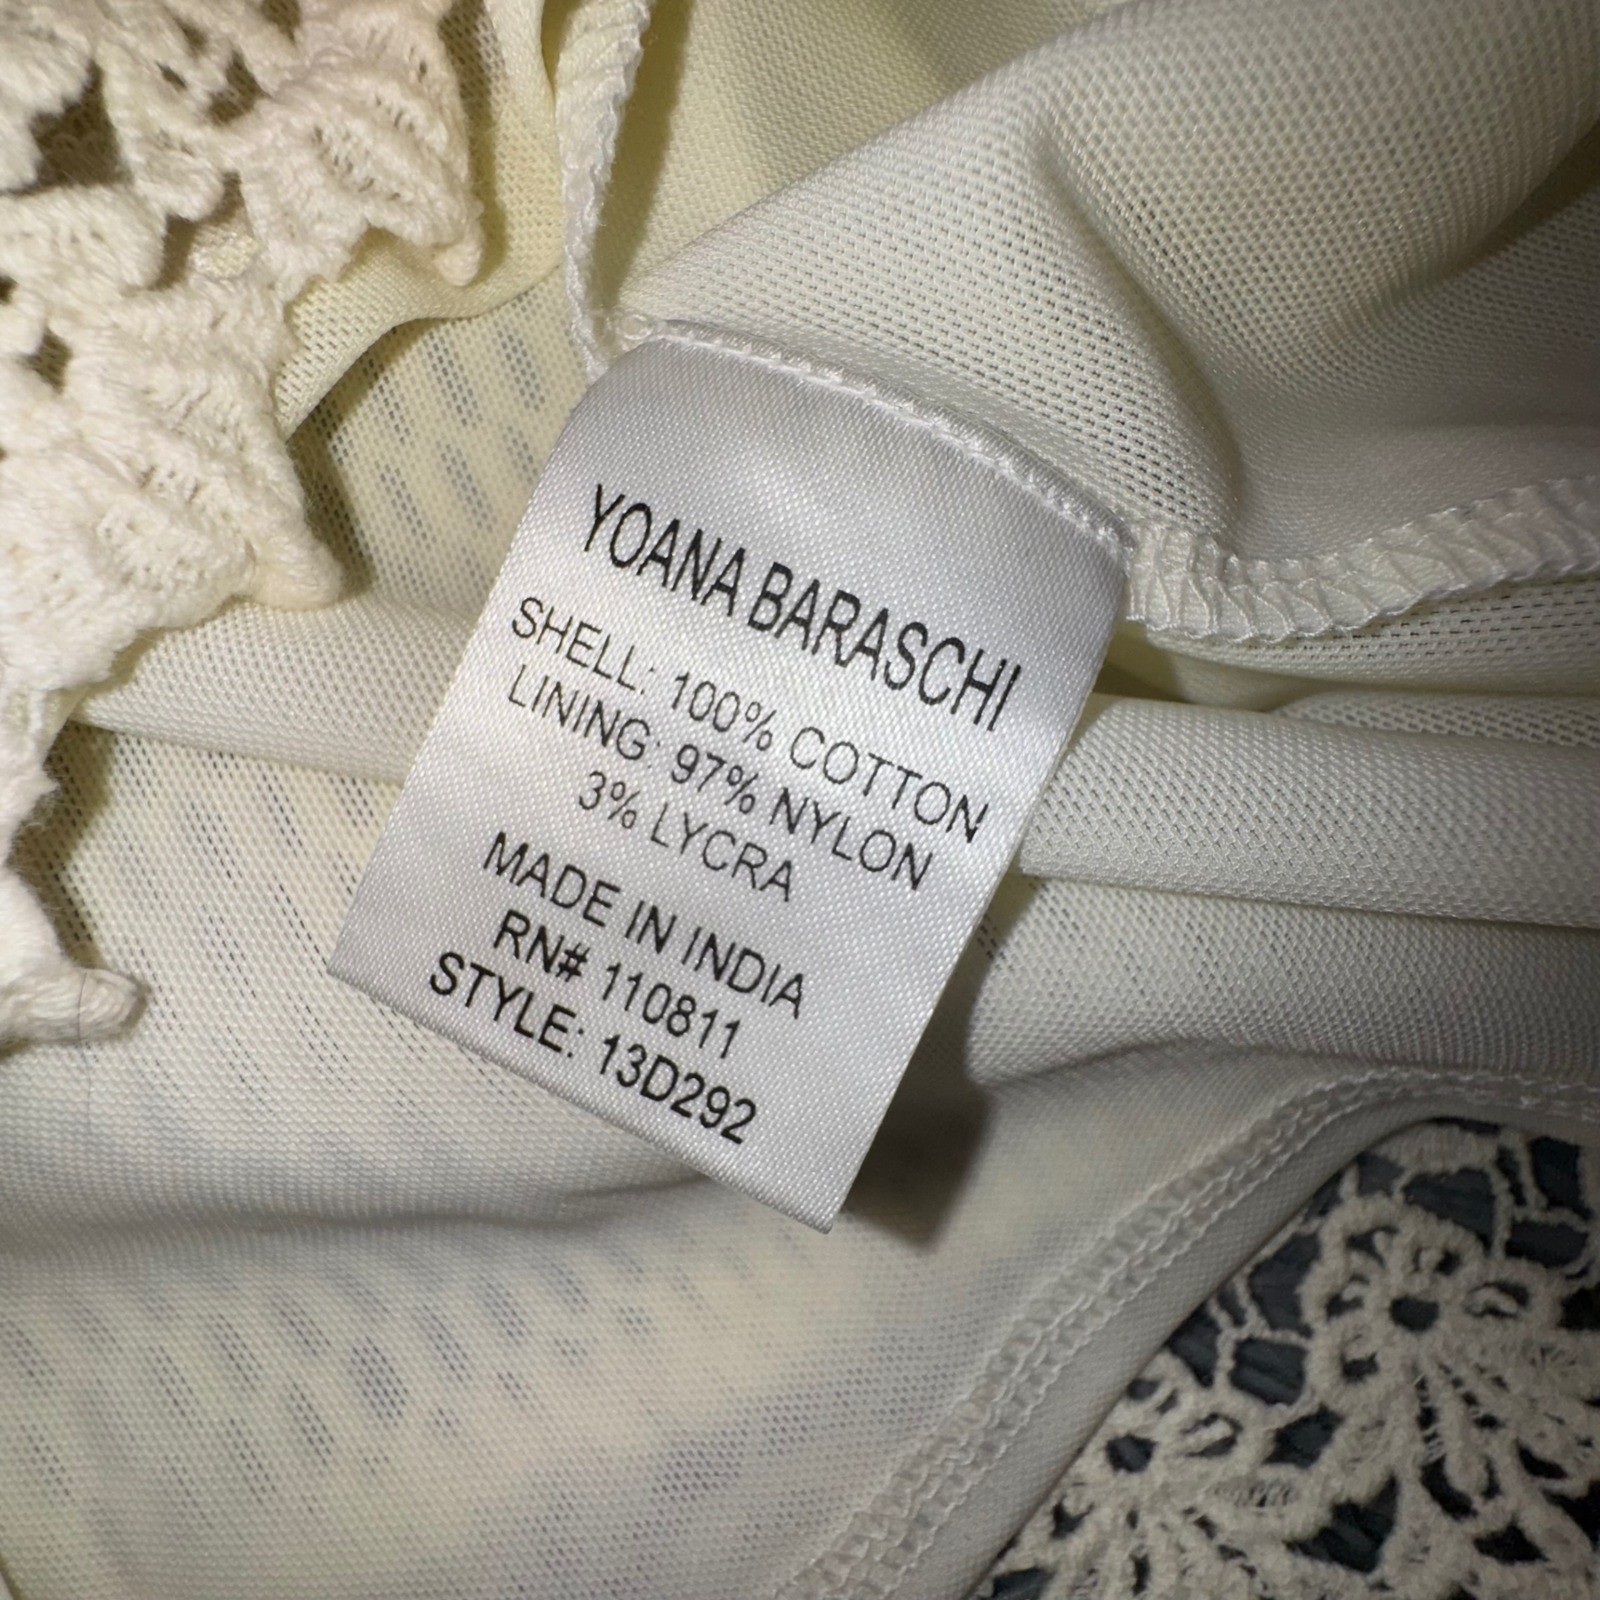 YOANA BARASCHI
SHELL: 100% COTTON
LINING: 97% NYLON
3% LYCRA
MADE IN INDIA
RN# 110811
STYLE: 13D292